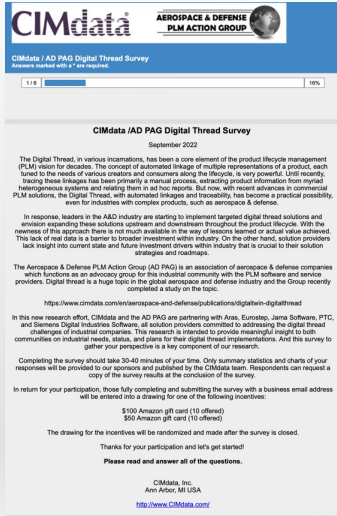 CIMdata
AEROSPACE & DEFENSE
PLM ACTION GROUP
CIMdata / AD PAG Digital Thread Survey
Answers marked with a * are required.
1 / 6
16%
CIMdata /AD PAG Digital Thread Survey
September 2022
The Digital Thread, in various incarnations, has been a core element of the product lifecycle management
(PLM) vision for decades. The concept of automated linkage of multiple representations of a product, each
tuned to the needs of various creators and consumers along the lifecycle, is very powerful. Until recently,
tracing these linkages has been primarily a manual process, extracting product information from myriad
heterogeneous systems and relating them in ad hoc reports. But now, with recent advances in commercial
PLM solutions, the Digital Thread, with automated linkages and traceability, has become a practical possibility,
even for industries with complex products, such as aerospace & defense.
In response, leaders in the A&D industry are starting to implement targeted digital thread solutions and
envision expanding these solutions upstream and downstream throughout the product lifecycle. With the
newness of this approach there is not much available in the way of lessons learned or actual value achieved.
This lack of real data is a barrier to broader investment within industry. On the other hand, solution providers
lack insight into current state and future investment drivers within industry that is crucial to their solution
strategies and roadmaps.
The Aerospace & Defense PLM Action Group (AD PAG) is an association of aerospace & defense companies
which functions as an advocacy group for this industrial community with the PLM software and service
providers. Digital thread is a huge topic in the global aerospace and defense industry and the Group recently
completed a study on the topic.
https://www.cimdata.com/en/aerospace-and-defense/publications/digtaltwin-digitalthread
In this new research effort, CIMdata and the AD PAG are partnering with Aras, Eurostep, Jama Software, PTC,
and Siemens Digital Industries Software, all solution providers committed to addressing the digital thread
challenges of industrial companies. This research is intended to provide meaningful insight to both
communities on industrial needs, status, and plans for their digital thread implementations. And this survey to
gather your perspective is a key component of our research.
Completing the survey should take 30-40 minutes of your time. Only summary statistics and charts of your
responses will be provided to our sponsors and published by the CIMdata team. Respondents can request a
copy of the survey results at the conclusion of the survey.
In return for your participation, those fully completing and submitting the survey with a business email address
will be entered into a drawing for one of the following incentives:
$100 Amazon gift card (10 offered)
$50 Amazon gift card (10 offered)
The drawing for the incentives will be randomized and made after the survey is closed.
Thanks for your participation and let's get started!
Please read and answer all of the questions.
CIMdata, Inc.
Ann Arbor, MI USA
http://www.CIMdata.com/